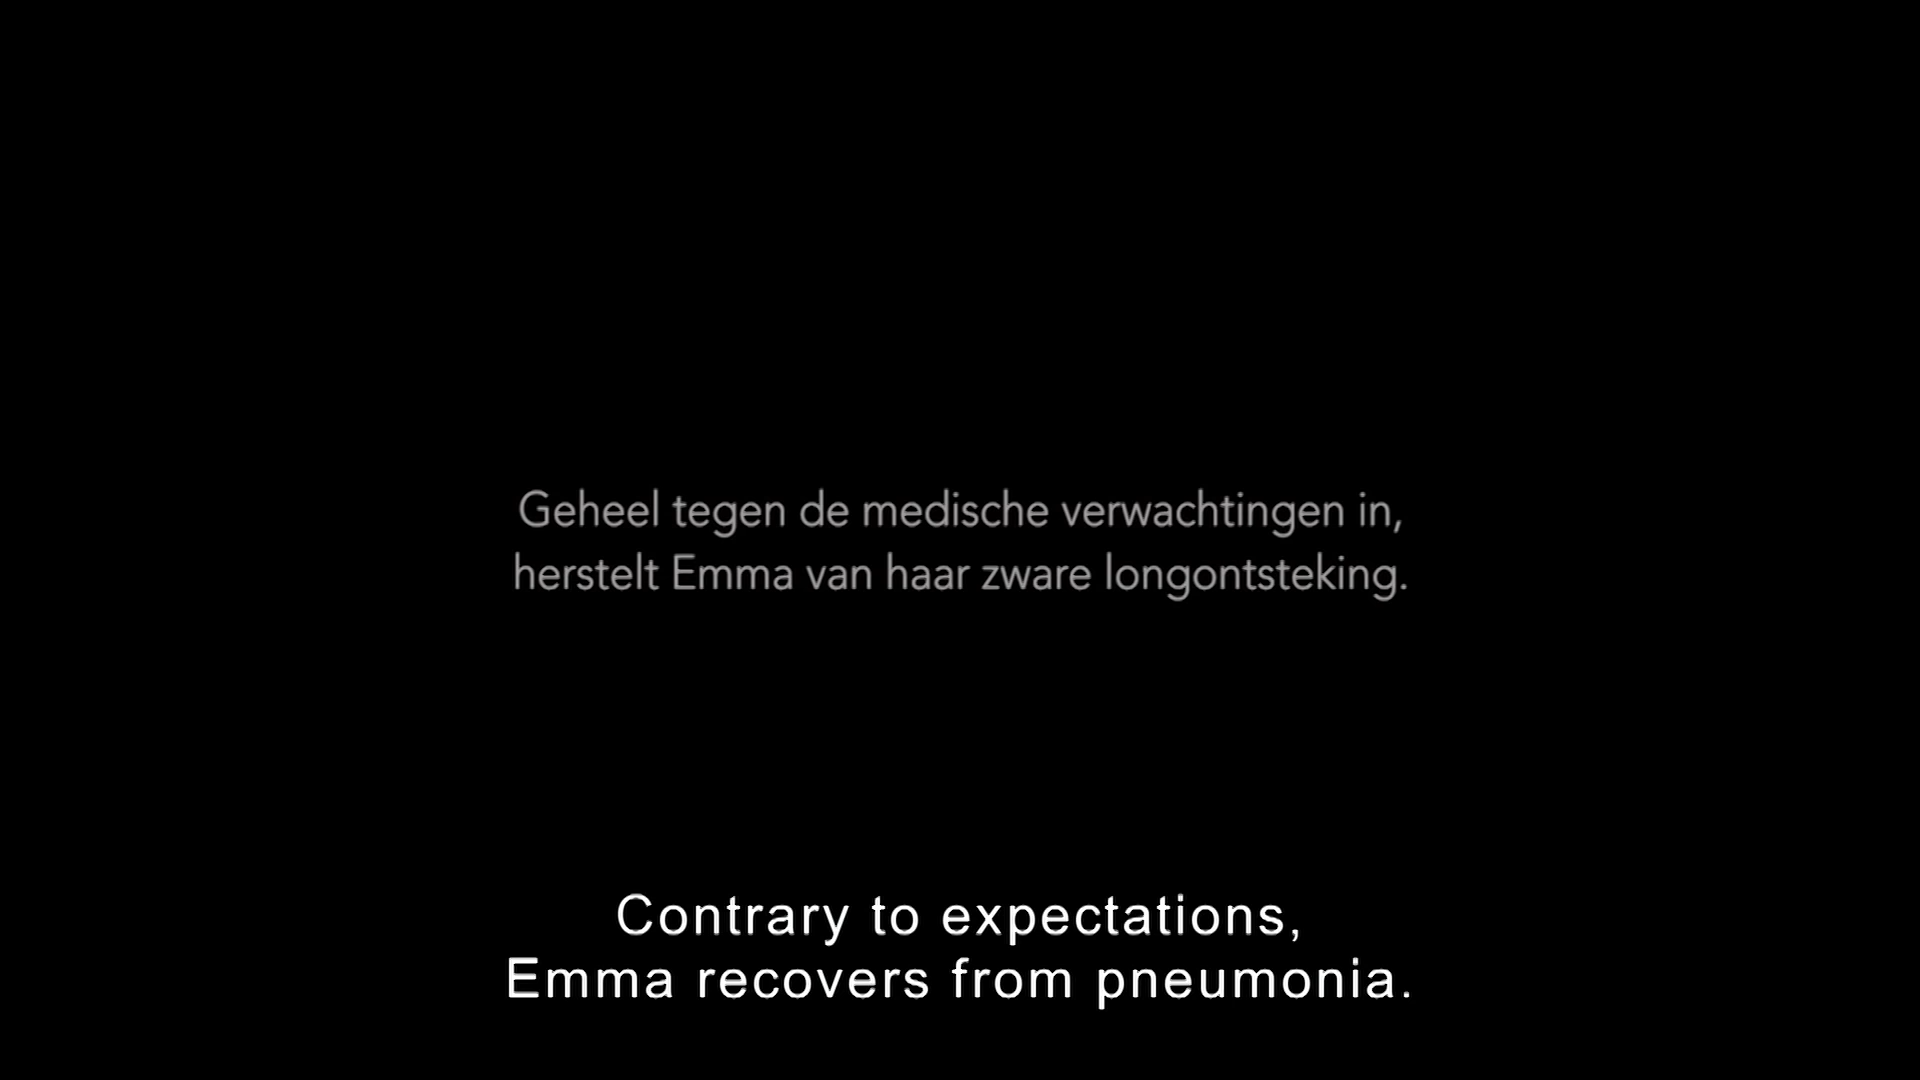 Geheel tegen de medische verwachtingen in,
herstelt Emma van haar zware longontsteking.
Contrary to expectations,
Emma recovers from pneumonia.